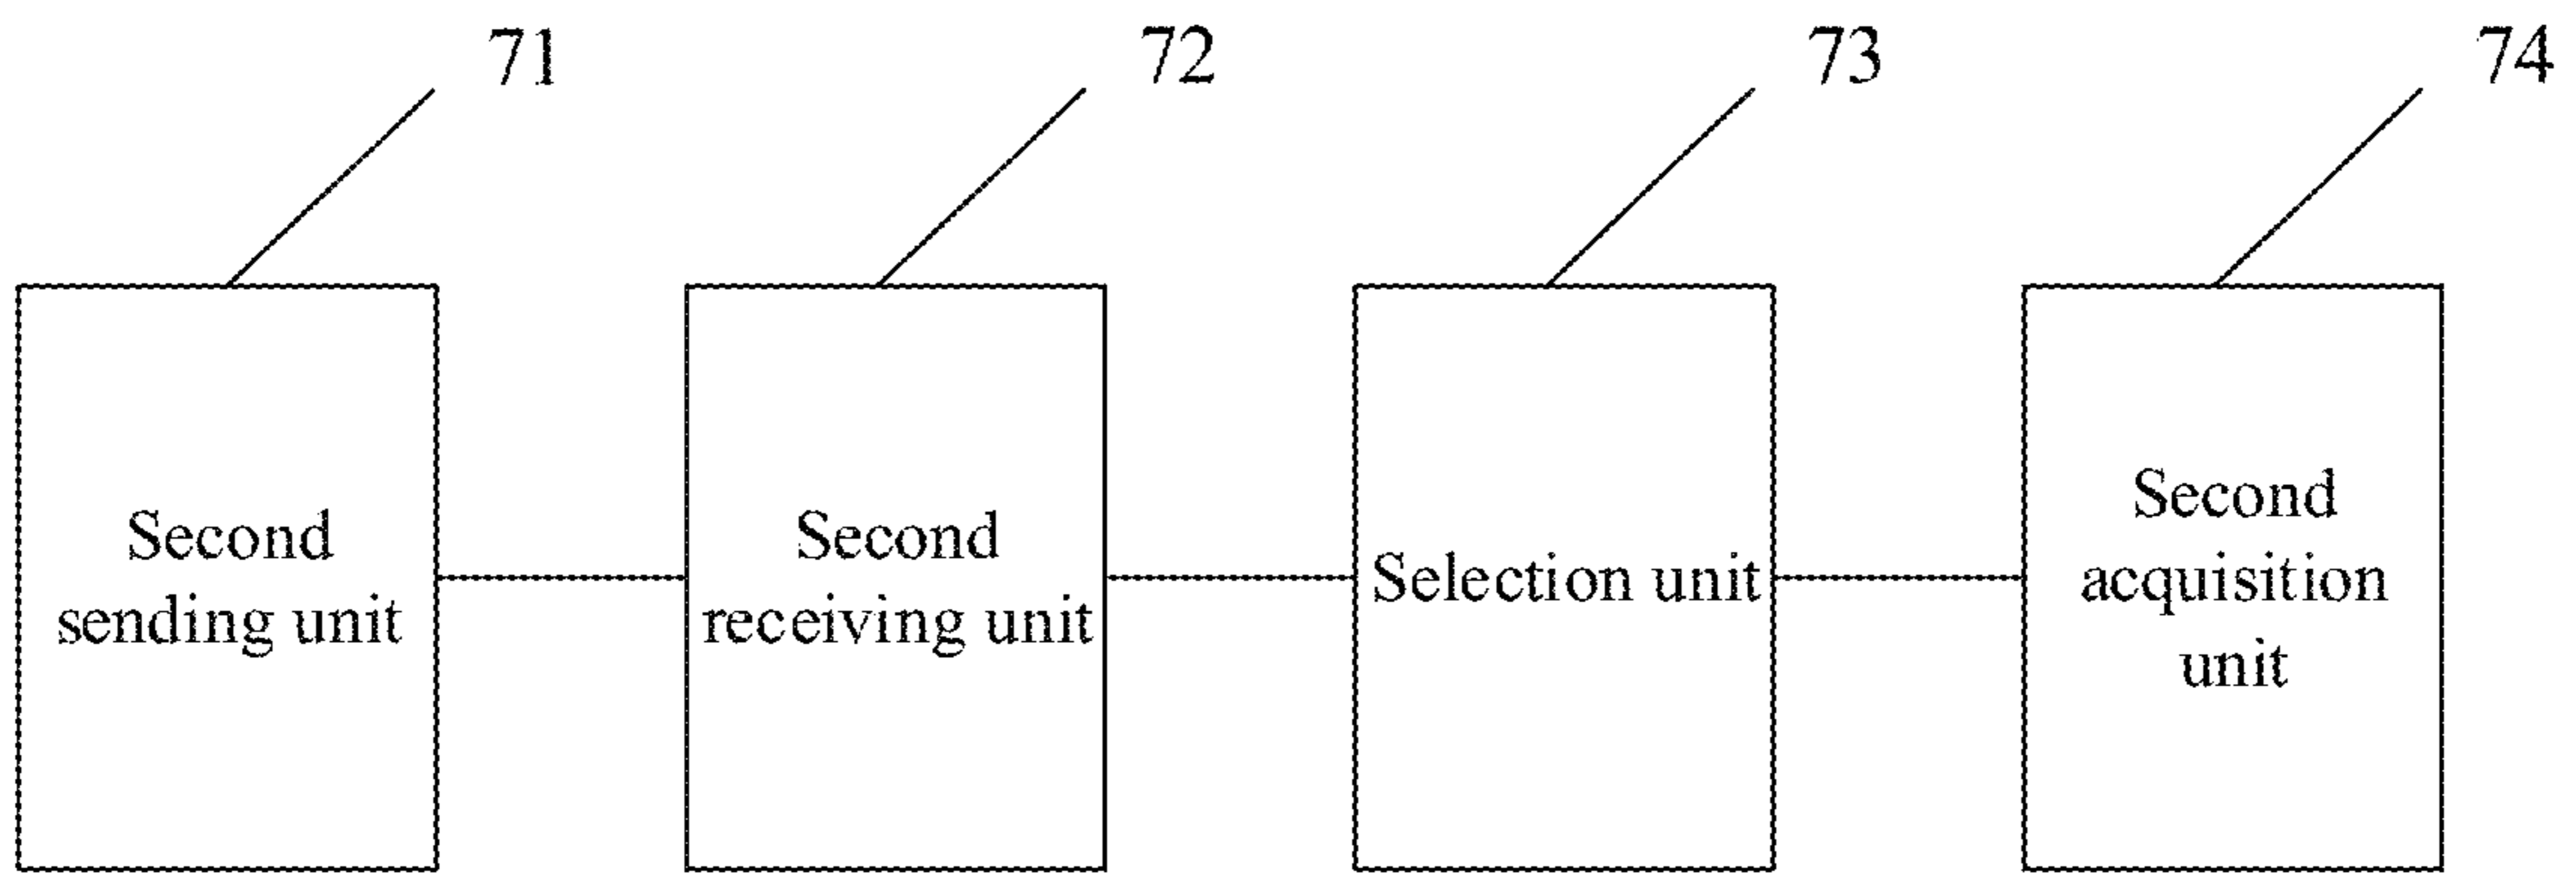 71
72
73
74
Second
sending unit
Second
receiving unit
Selection unit
Second
acquisition
unit